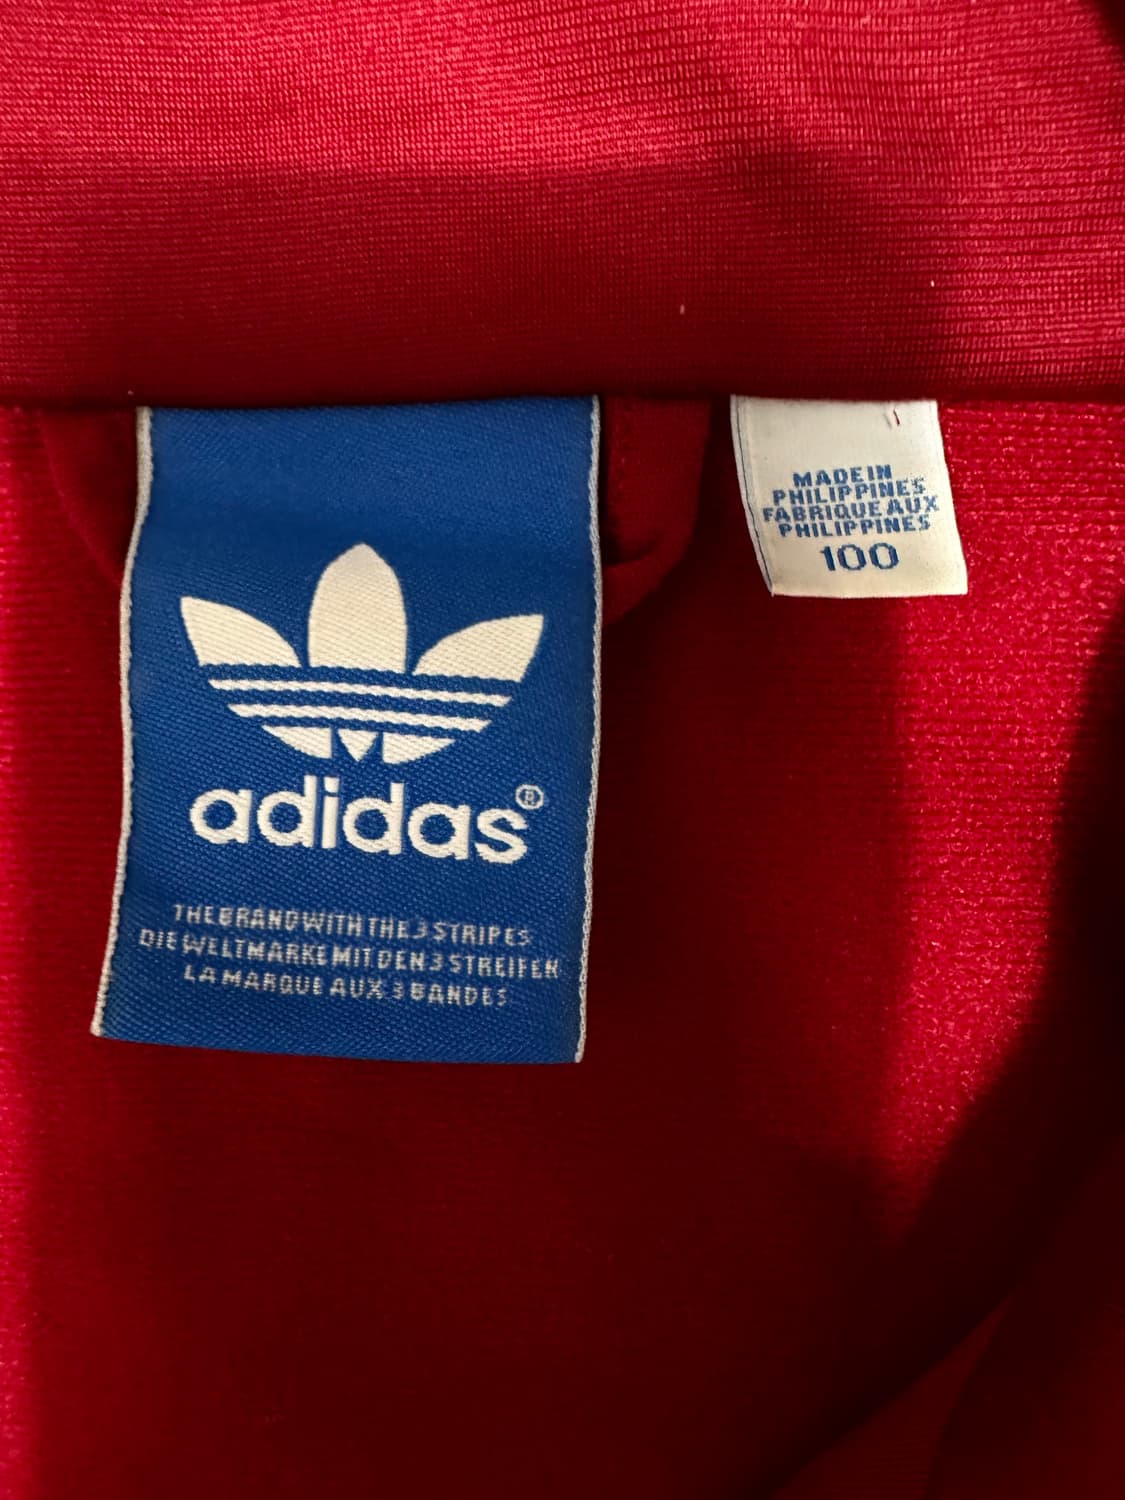 adidas®
THE BRAND WITH THE 3 STRIPES
DIE WELTMARKE MIT DEN 3 STREIFEN
LA MARQUE AUX 3 BANDES
MADE IN
PHILIPPINES
FABRIQUE AUX
PHILIPPINES
100